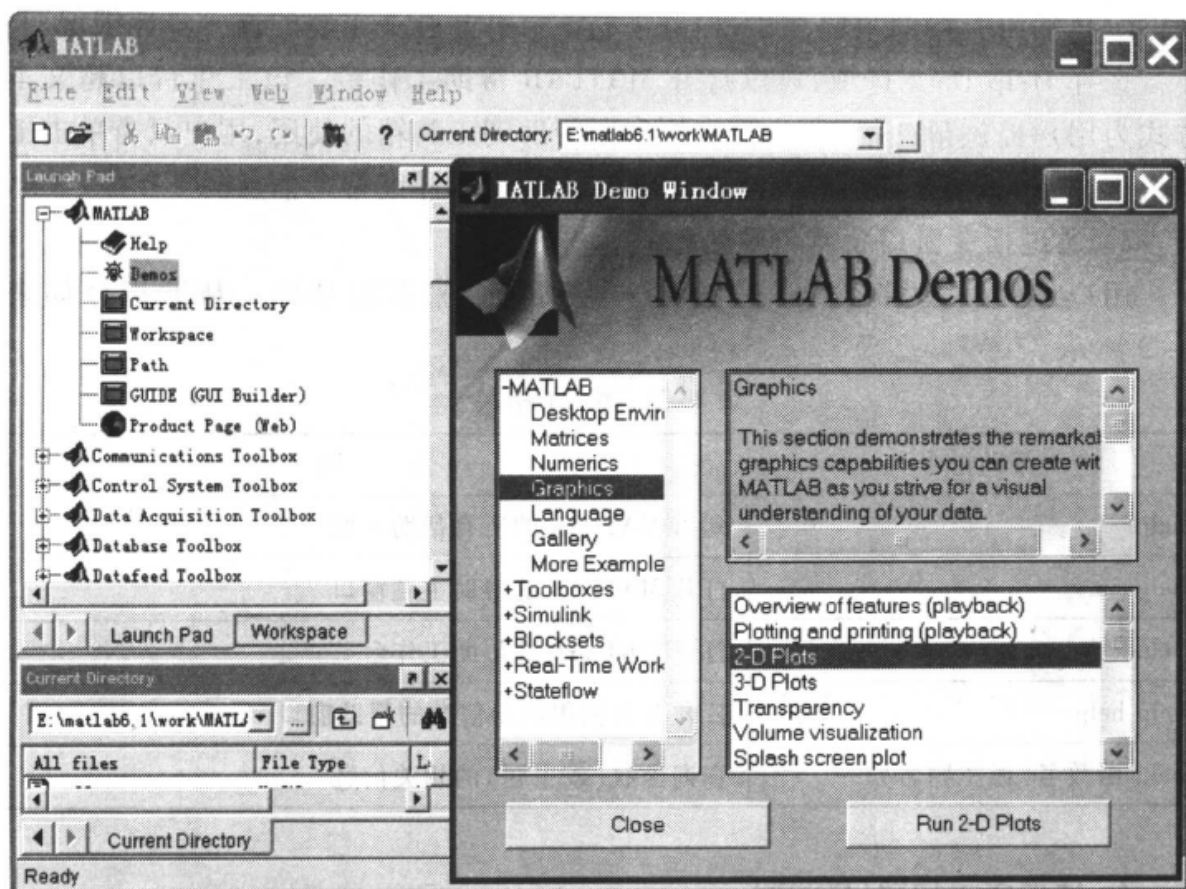 MATLAB
File Edit View Web Window Help
? Current Directory: E:\matlab6.1\work\MATLAB
...
Launch Pad
MATLAB
Help
Demos
Current Directory
Workspace
Path
GUIDE (GUI Builder)
Product Page (Web)
Communications Toolbox
Control System Toolbox
Data Acquisition Toolbox
Database Toolbox
Datafeed Toolbox
Launch Pad Workspace
Current Directory
E:\matlab6.1\work\MATL
...
All files File Type L
Current Directory
Ready
MATLAB Demo Window
MATLAB Demos
-MATLAB
Desktop Envir
Matrices
Numerics
Graphics
Language
Gallery
More Example
+Toolboxes
+Simulink
+Blocksets
+Real-Time Work
+Stateflow
Graphics
This section demonstrates the remarkal
graphics capabilities you can create wit
MATLAB as you strive for a visual
understanding of your data.
Overview of features (playback)
Plotting and printing (playback)
2-D Plots
3-D Plots
Transparency
Volume visualization
Splash screen plot
Close
Run 2-D Plots